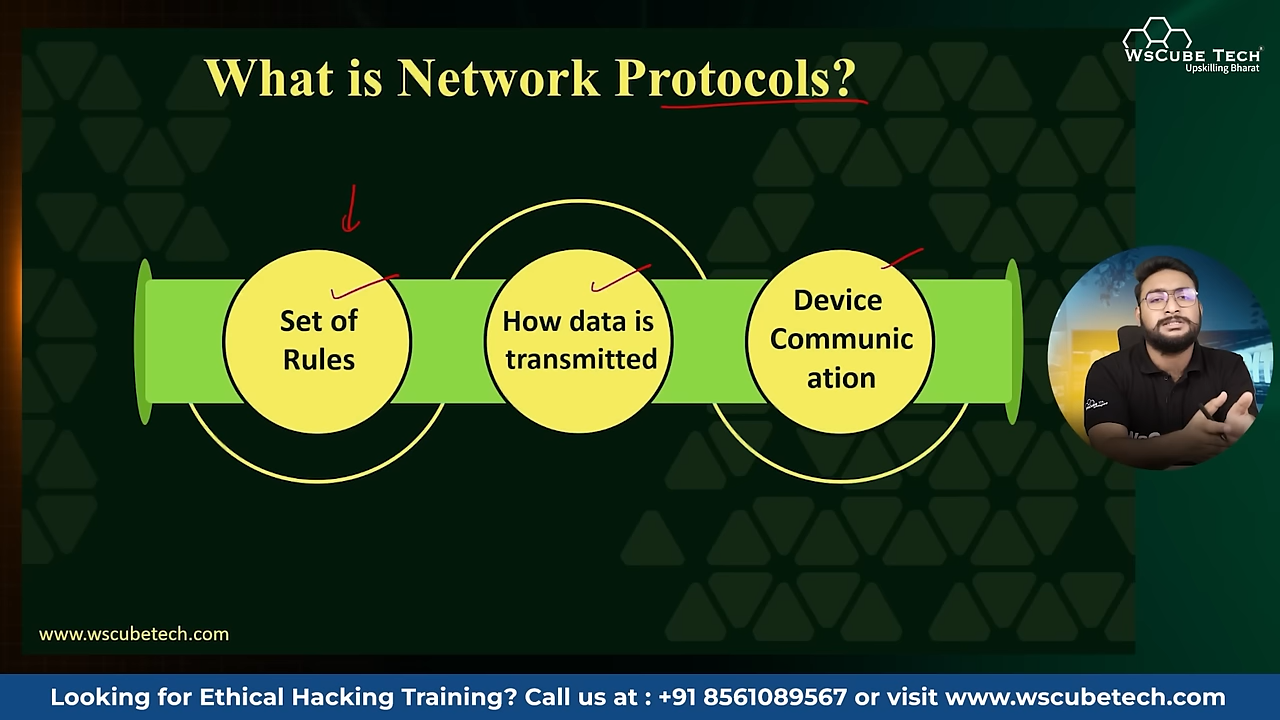 What is Network Protocols?
WsCube Tech
Upskilling Bharat
Set of
Rules
How data is
transmitted
Device
Communic
ation
www.wscubetech.com
Looking for Ethical Hacking Training? Call us at : +91 8561089567 or visit www.wscubetech.com